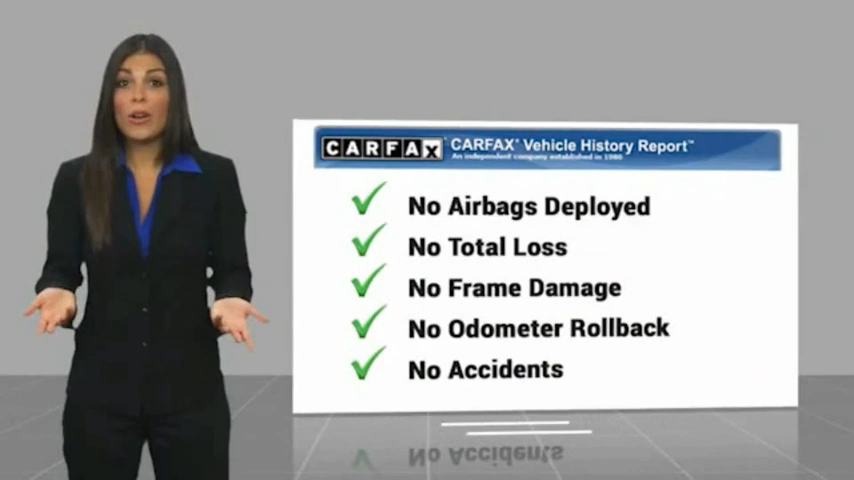 CARFAX CARFAX® Vehicle History Report™
An independent company established in 1986
No Airbags Deployed
No Total Loss
No Frame Damage
No Odometer Rollback
No Accidents
No Accidents